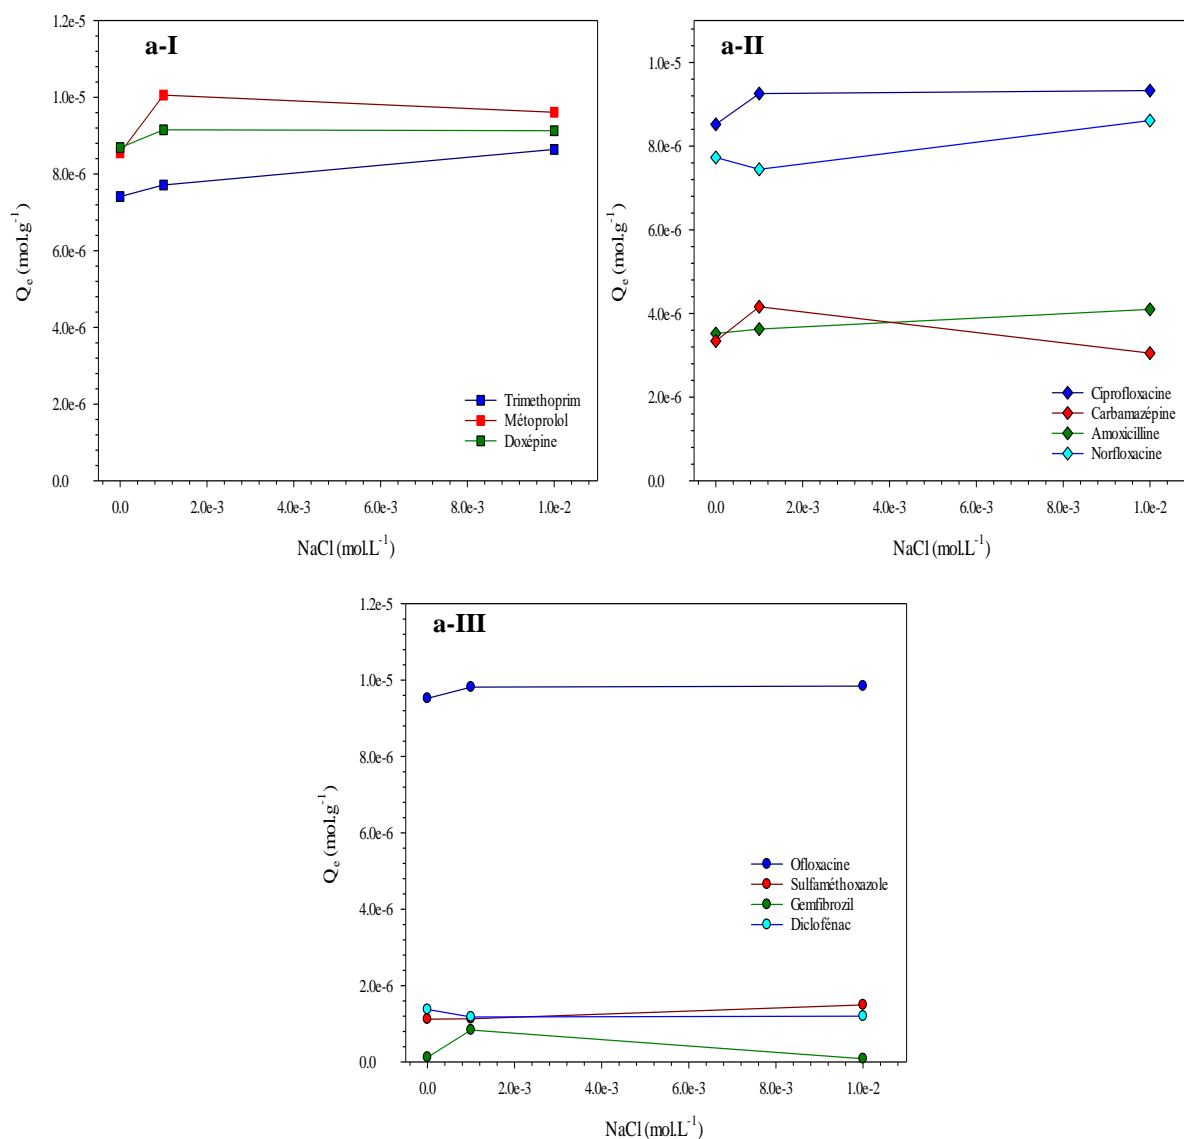 a-I
1.2e-5
1.0e-5
8.0e-6
6.0e-6
4.0e-6
2.0e-6
0.0
Qe (mol.g-1)
Trimethoprim
Métoprolol
Doxépine
0.0 2.0e-3 4.0e-3 6.0e-3 8.0e-3 1.0e-2
NaCl (mol.L-1)
a-II
1.0e-5
8.0e-6
6.0e-6
4.0e-6
2.0e-6
0.0
Qe (mol.g-1)
Ciprofloxacine
Carbamazépine
Amoxicilline
Norfloxacine
0.0 2.0e-3 4.0e-3 6.0e-3 8.0e-3 1.0e-2
NaCl (mol.L-1)
a-III
1.2e-5
1.0e-5
8.0e-6
6.0e-6
4.0e-6
2.0e-6
0.0
Qe (mol.g-1)
Ofloxacine
Sulfaméthoxazole
Gemfibrozil
Diclofénac
0.0 2.0e-3 4.0e-3 6.0e-3 8.0e-3 1.0e-2
NaCl (mol.L-1)